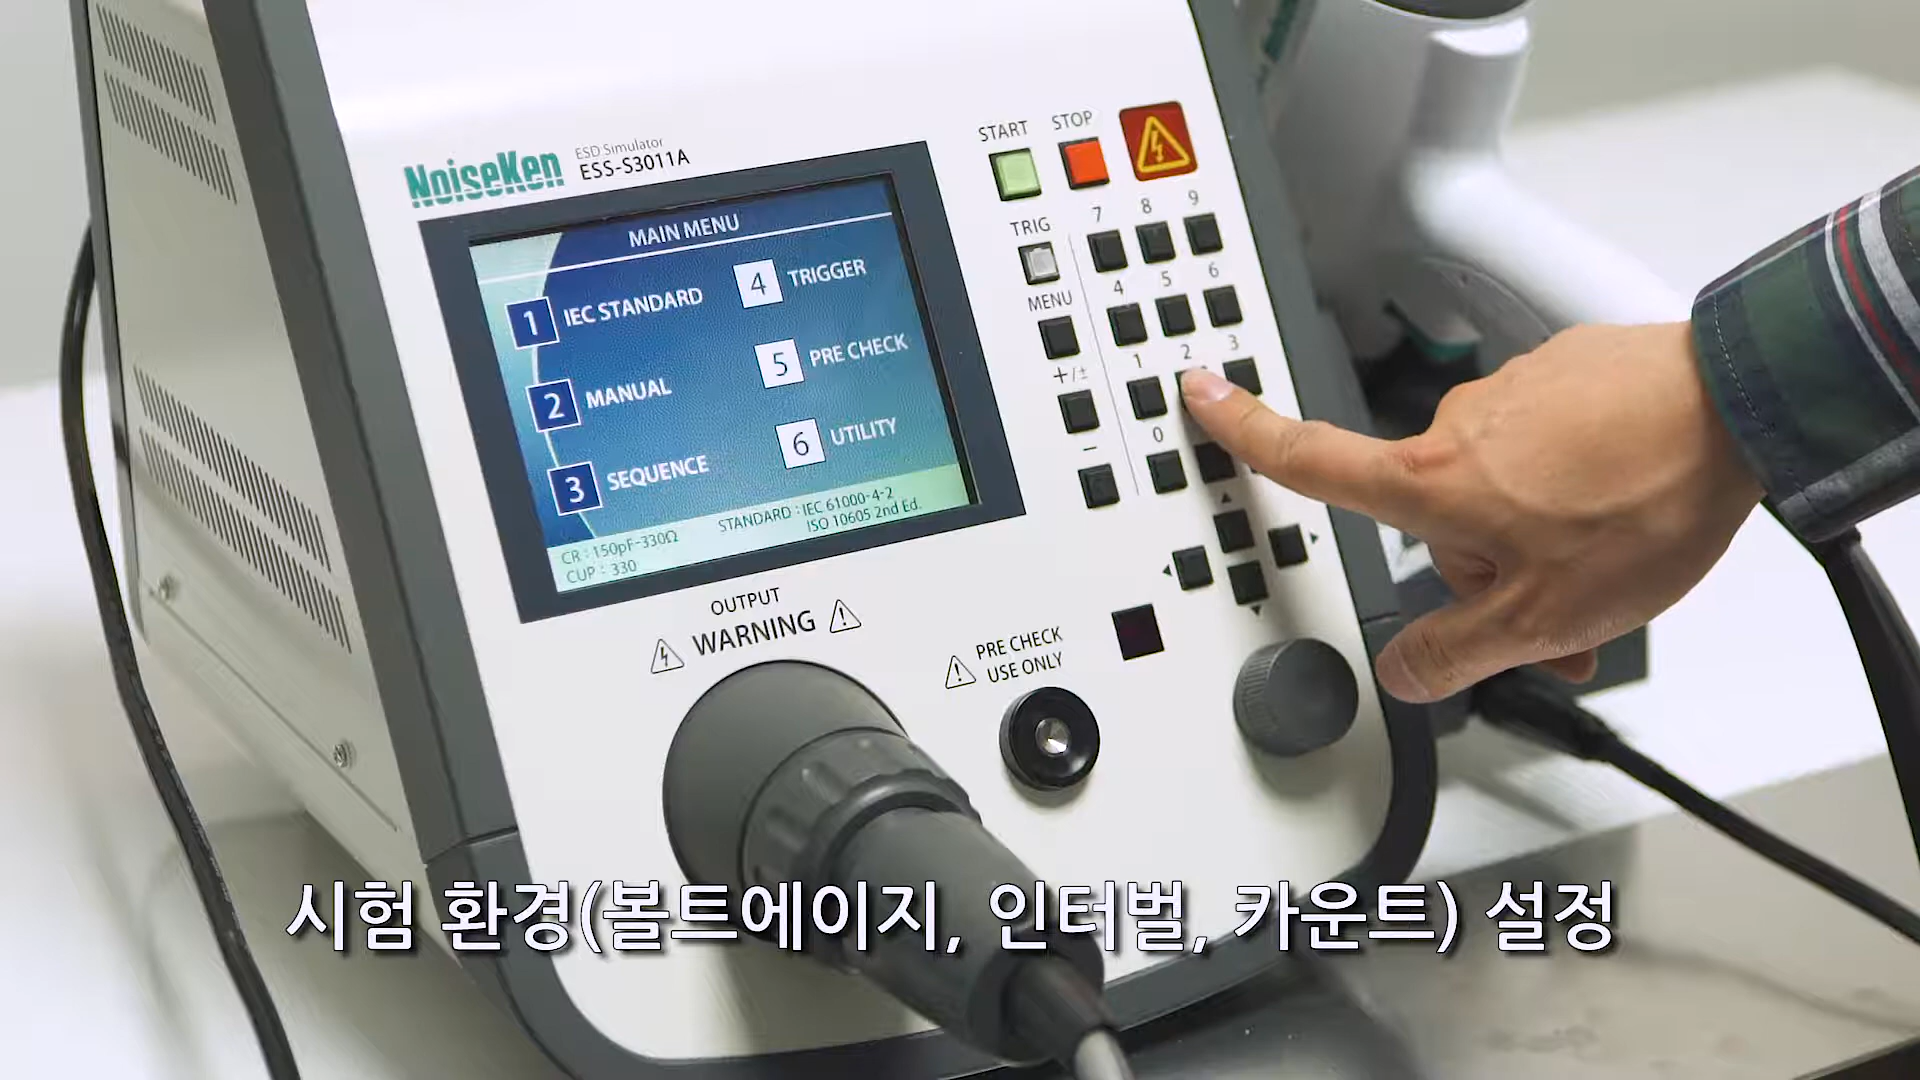 NoiseKen
ESD Simulator
ESS-S3011A
MAIN MENU
1 IEC STANDARD
2 MANUAL
3 SEQUENCE
4 TRIGGER
5 PRE CHECK
6 UTILITY
CR : 150pF-330Ω
CUP : 330
STANDARD : IEC 61000-4-2
ISO 10605 2nd Ed.
START
STOP
TRIG
MENU
+/±
−
7 8 9
4 5 6
1 2 3
0
OUTPUT
WARNING
PRE CHECK
USE ONLY
시험 환경(볼트에이지, 인터벌, 카운트) 설정